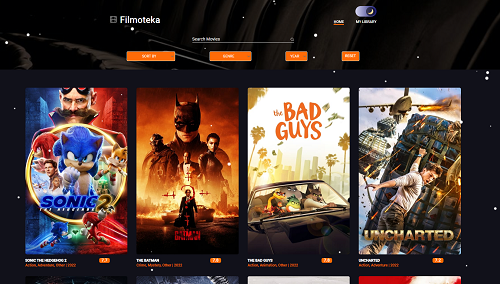 Filmoteka
HOME
MY LIBRARY
Search Movies
SORT BY
GENRE
YEAR
RESET
SONIC 2
THE HEDGEHOG
THE BATMAN
the BAD GUYS
UNCHARTED
SONIC THE HEDGEHOG 2
7.7
Action, Adventure, Other | 2022
THE BATMAN
7.8
Crime, Mystery, Other | 2022
THE BAD GUYS
7.8
Action, Animation, Other | 2022
UNCHARTED
7.2
Action, Adventure | 2022